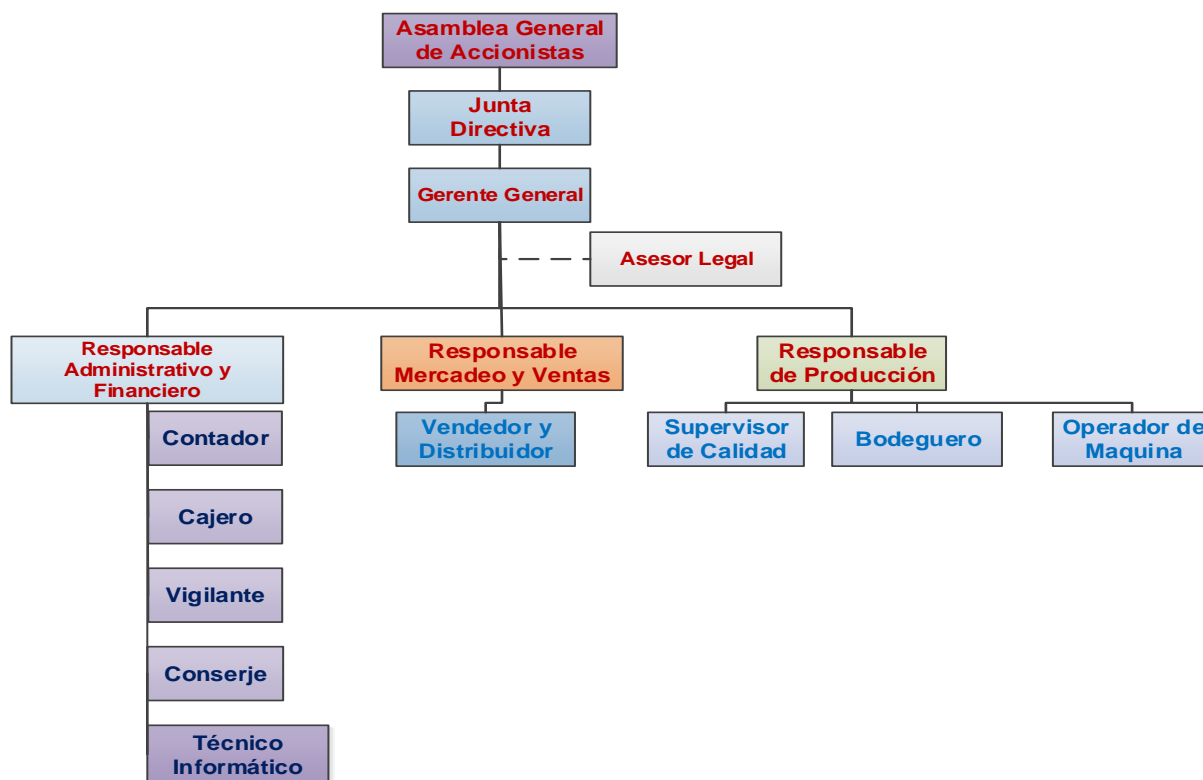 Asamblea General
de Accionistas
Junta
Directiva
Gerente General
Asesor Legal
Responsable
Administrativo y
Financiero
Responsable
Mercadeo y Ventas
Responsable
de Producción
Contador
Vendedor y
Distribuidor
Supervisor
de Calidad
Bodeguero
Operador de
Maquina
Cajero
Vigilante
Conserje
Técnico
Informático